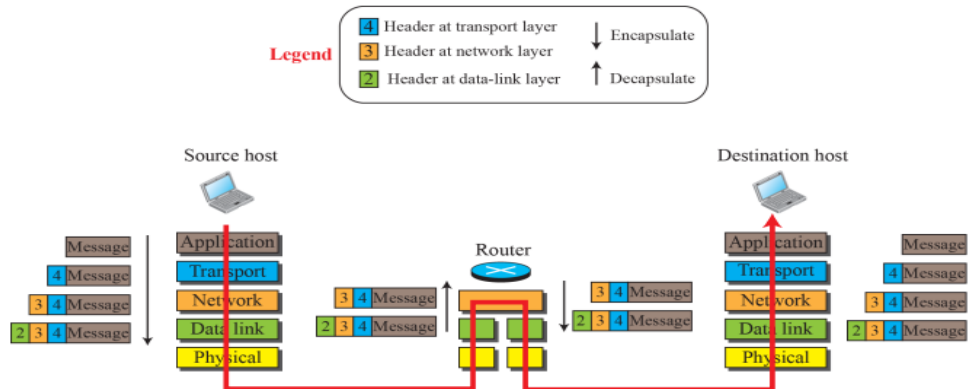 Legend
4 Header at transport layer
3 Header at network layer
2 Header at data-link layer
Encapsulate
Decapsulate
Source host
Message
4 Message
3 4 Message
2 3 4 Message
Application
Transport
Network
Data link
Physical
Router
3 4 Message
2 3 4 Message
3 4 Message
2 3 4 Message
Destination host
Application
Transport
Network
Data link
Physical
Message
4 Message
3 4 Message
2 3 4 Message